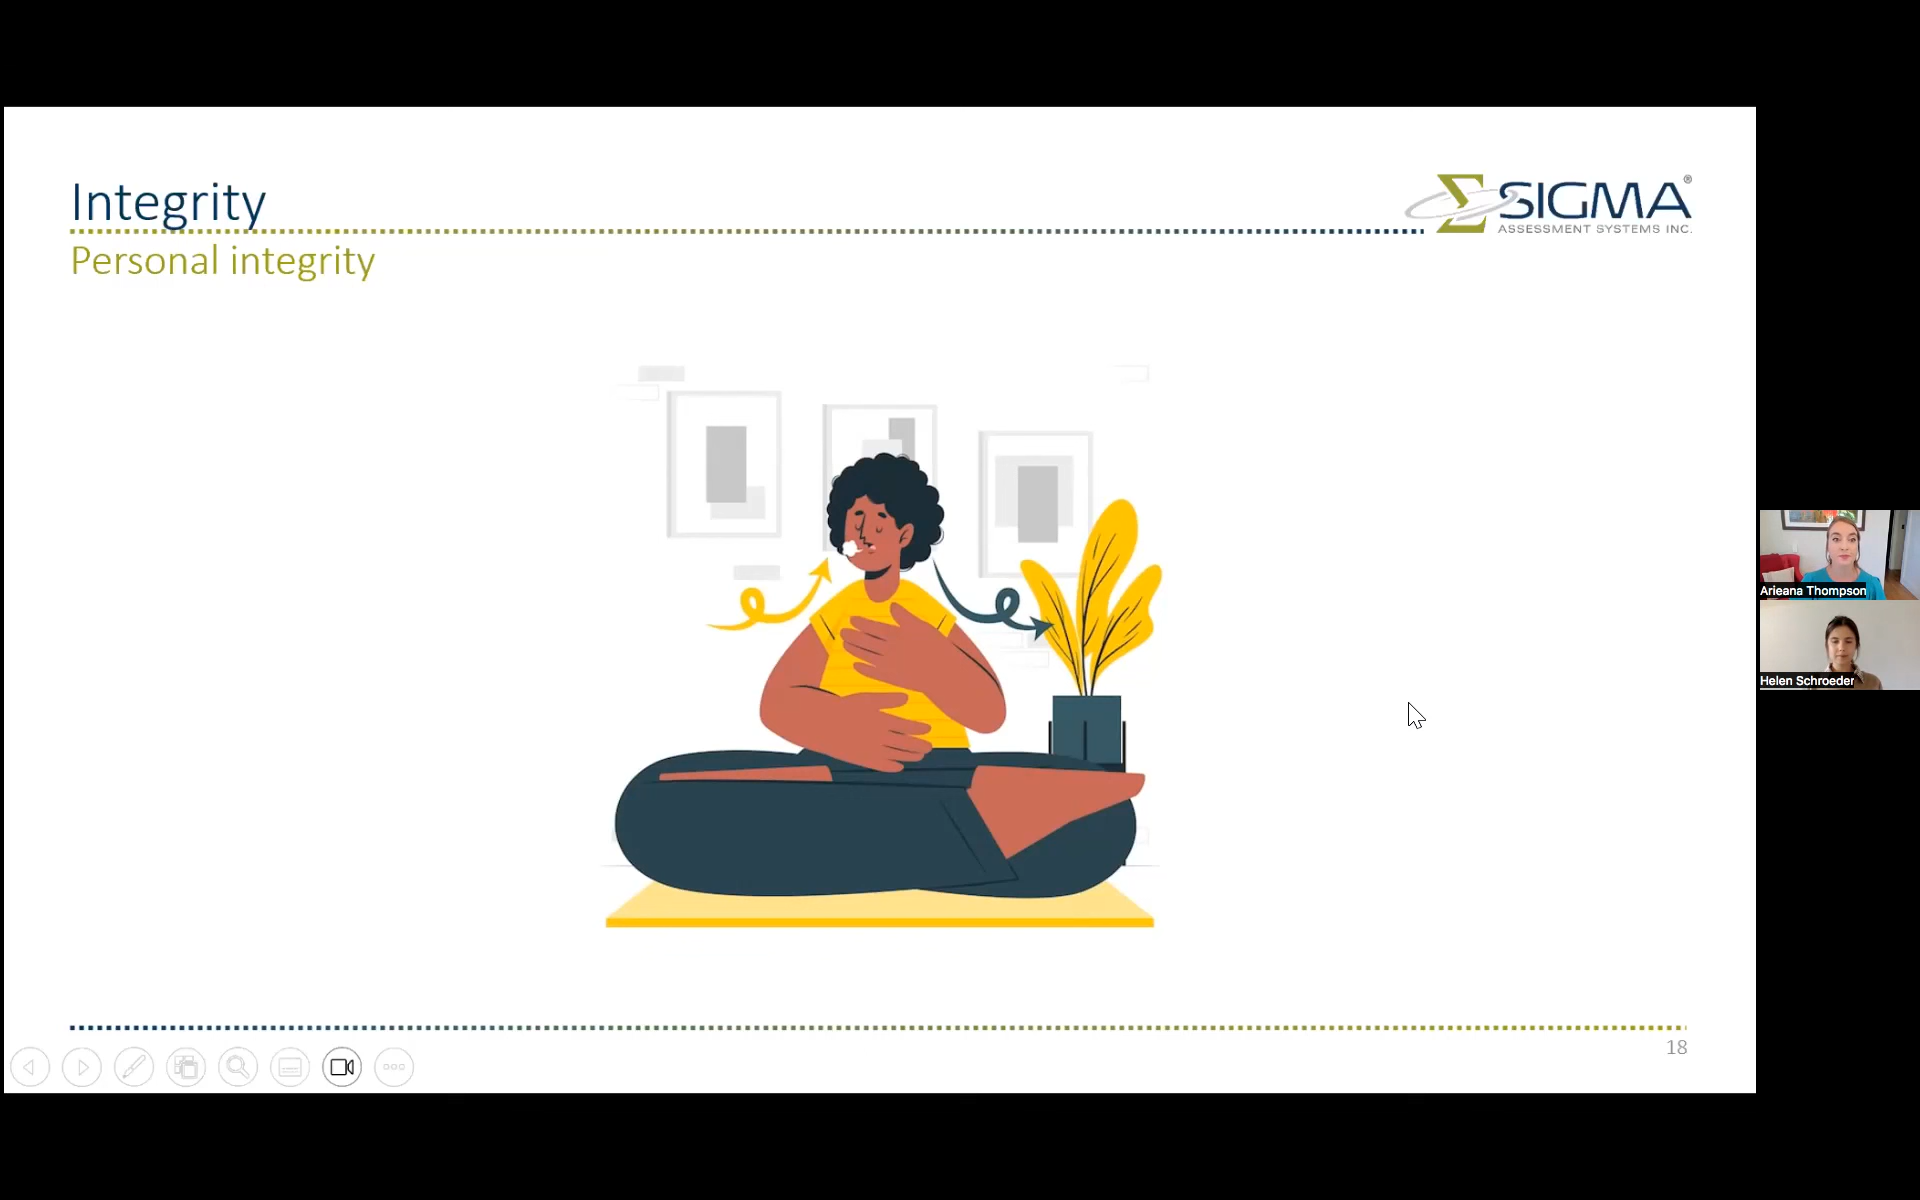 Integrity
Personal integrity
SIGMA®
ASSESSMENT SYSTEMS INC.
Arieana Thompson
Helen Schroeder
18